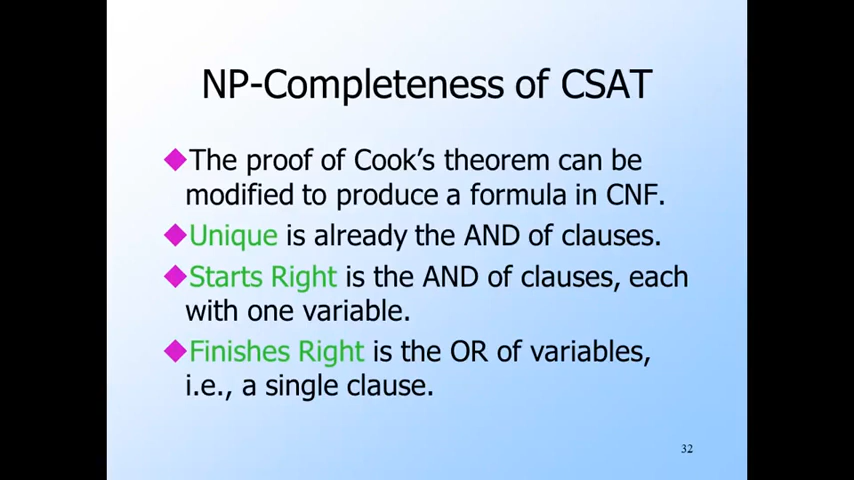 NP-Completeness of CSAT
The proof of Cook's theorem can be
modified to produce a formula in CNF.
Unique is already the AND of clauses.
Starts Right is the AND of clauses, each
with one variable.
Finishes Right is the OR of variables,
i.e., a single clause.
32